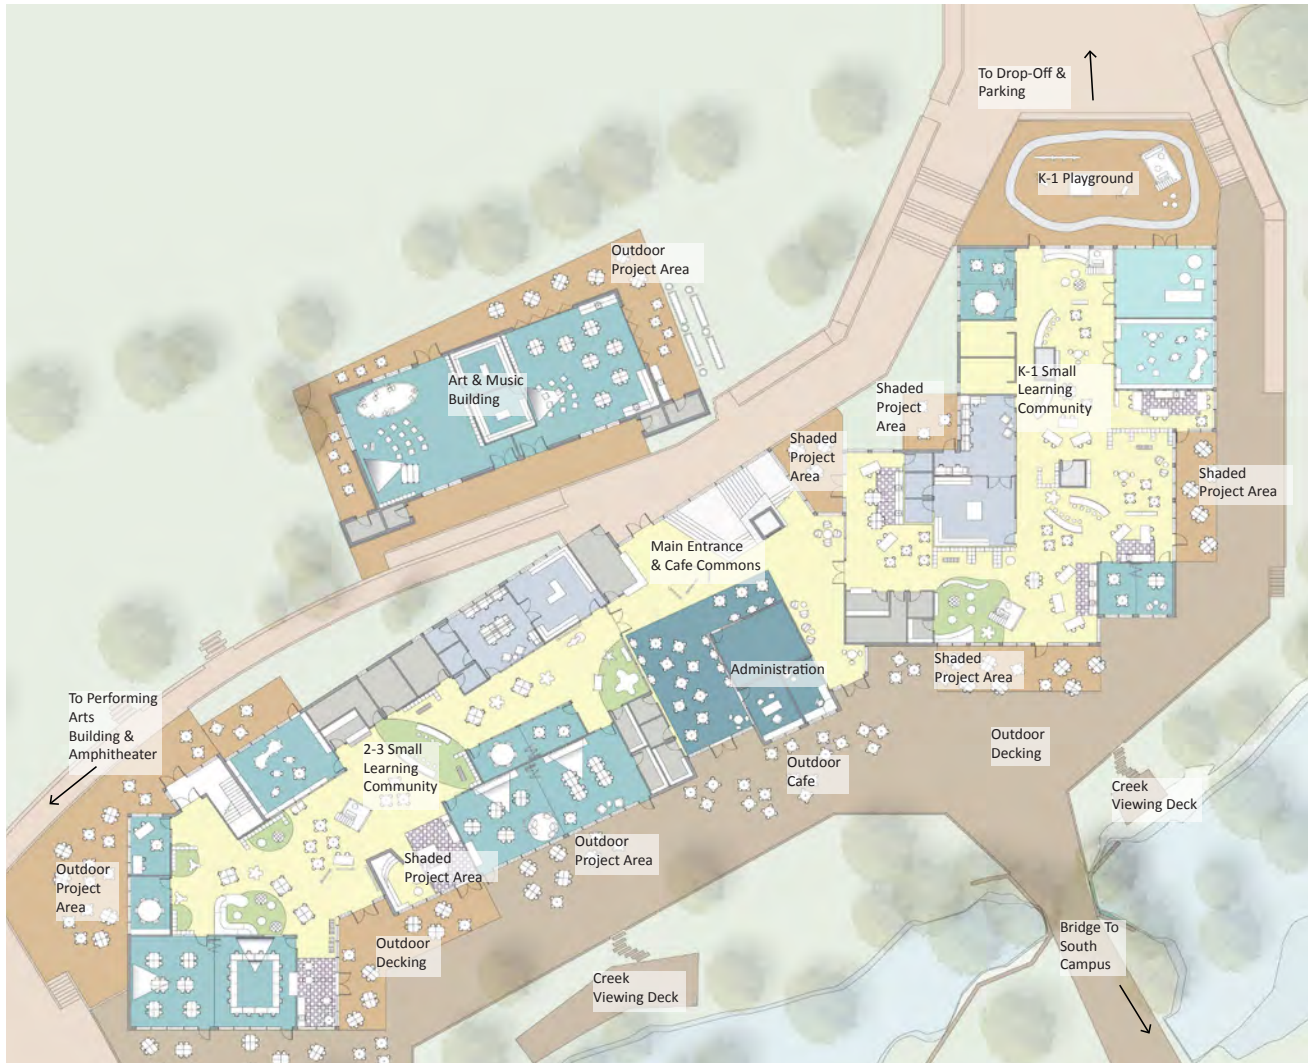 To Drop-Off &
Parking
K-1 Playground
Outdoor
Project Area
Art & Music
Building
K-1 Small
Learning
Community
Shaded
Project
Area
Shaded
Project
Area
Shaded
Project Area
Main Entrance
& Cafe Commons
Administration
Shaded
Project Area
To Performing
Arts
Building &
Amphitheater
2-3 Small
Learning
Community
Outdoor
Cafe
Outdoor
Decking
Creek
Viewing Deck
Outdoor
Project Area
Shaded
Project Area
Outdoor
Project
Area
Outdoor
Decking
Creek
Viewing Deck
Bridge To
South
Campus